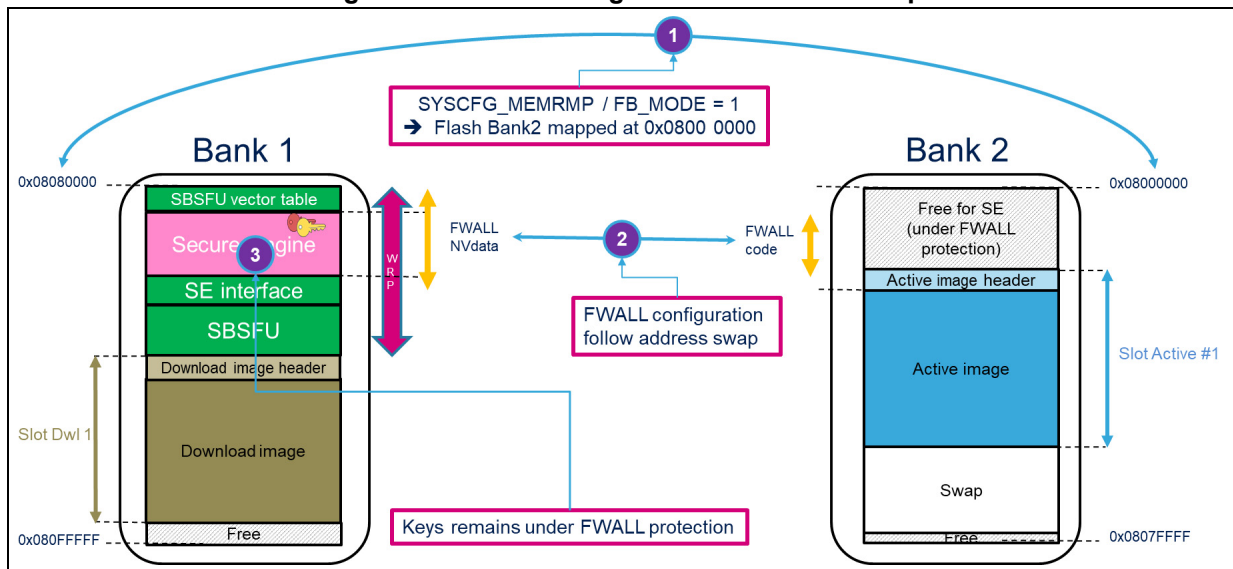 1
SYSCFG_MEMRMP / FB_MODE = 1
➔ Flash Bank2 mapped at 0x0800 0000
Bank 1
Bank 2
0x08080000
0x08000000
SBSFU vector table
Secure Engine
3
SE interface
SBSFU
Download image header
Download image
Free
WRP
FWALL
NVdata
2
FWALL
code
FWALL configuration
follow address swap
Free for SE
(under FWALL
protection)
Active image header
Active image
Swap
Free
Slot Active #1
Slot Dwl 1
Keys remains under FWALL protection
0x080FFFFF
0x0807FFFF